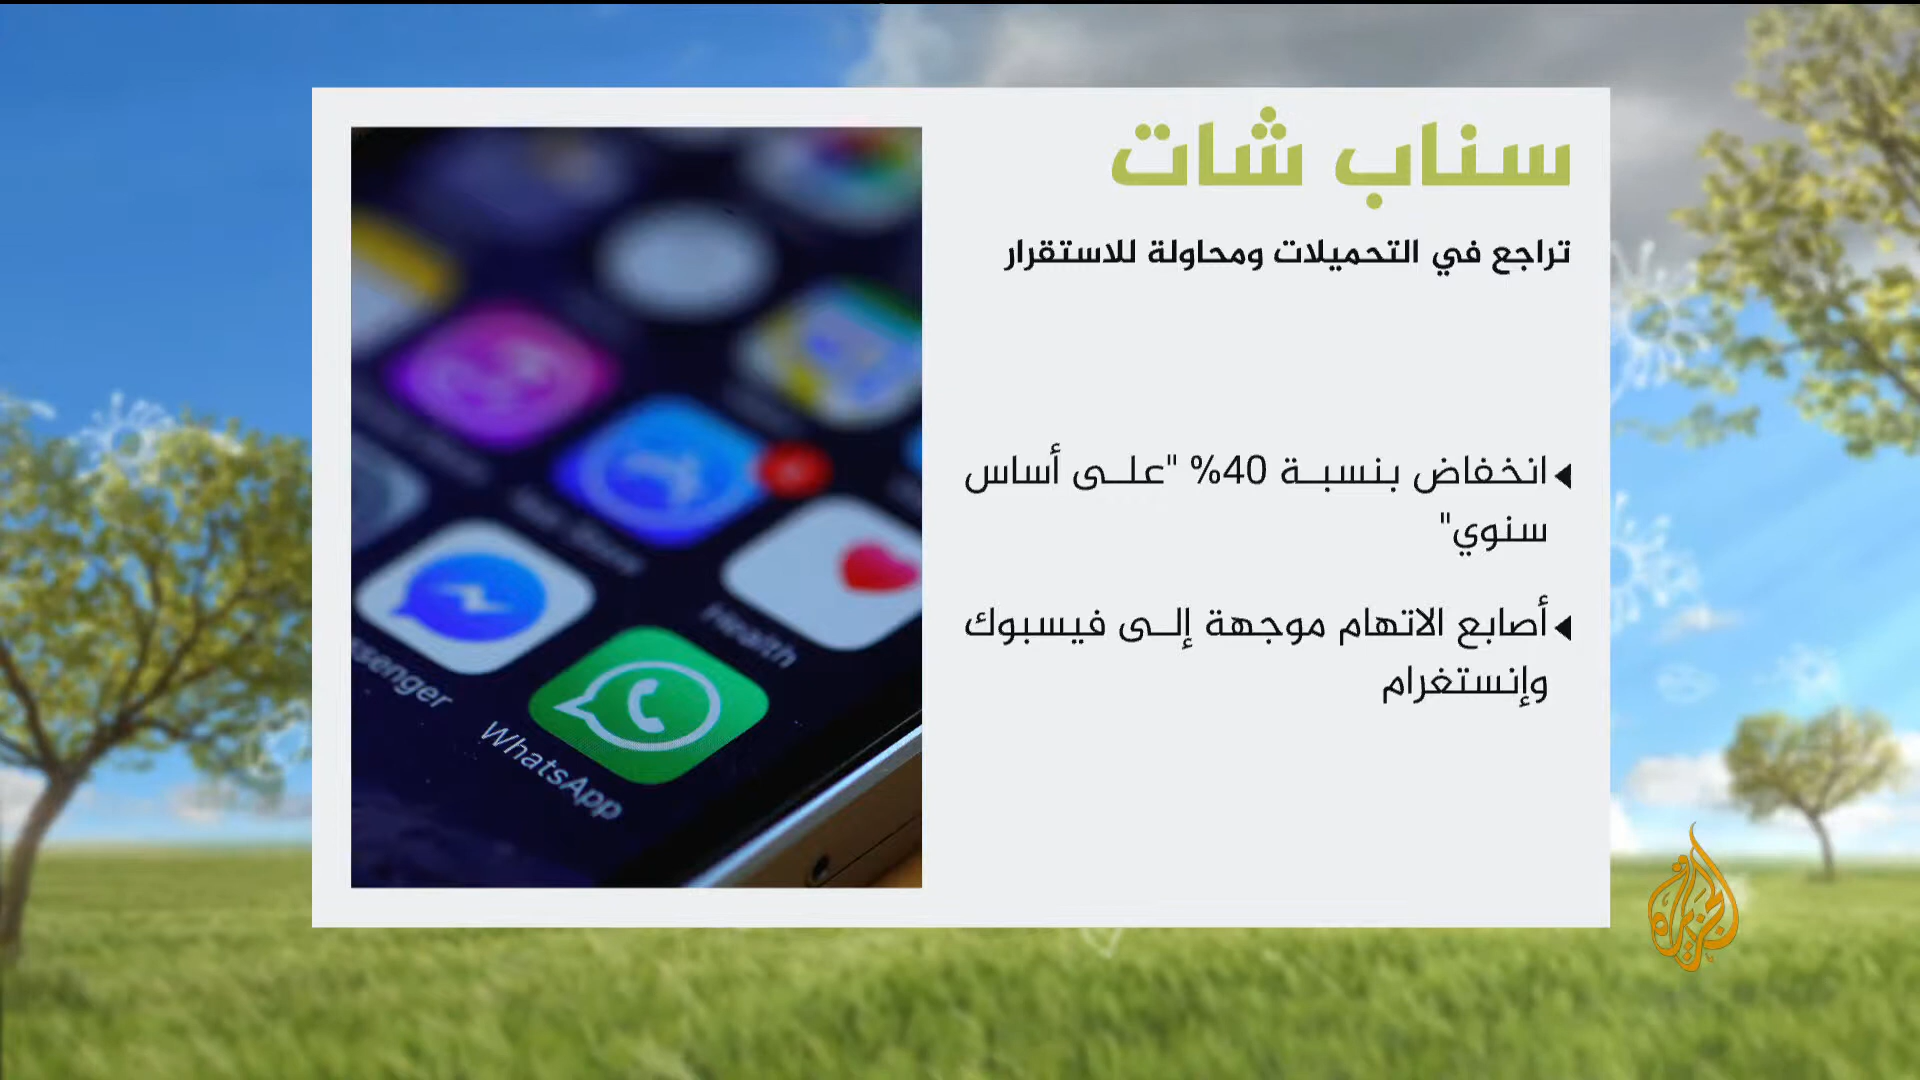 سناب شات
تراجع في التحميلات ومحاولة للاستقرار
انخفاض بنسبة 40% "على أساس
سنوي"
أصابع الاتهام موجهة إلى فيسبوك
وإنستغرام
Health
ssenger
WhatsApp
الجزيرة